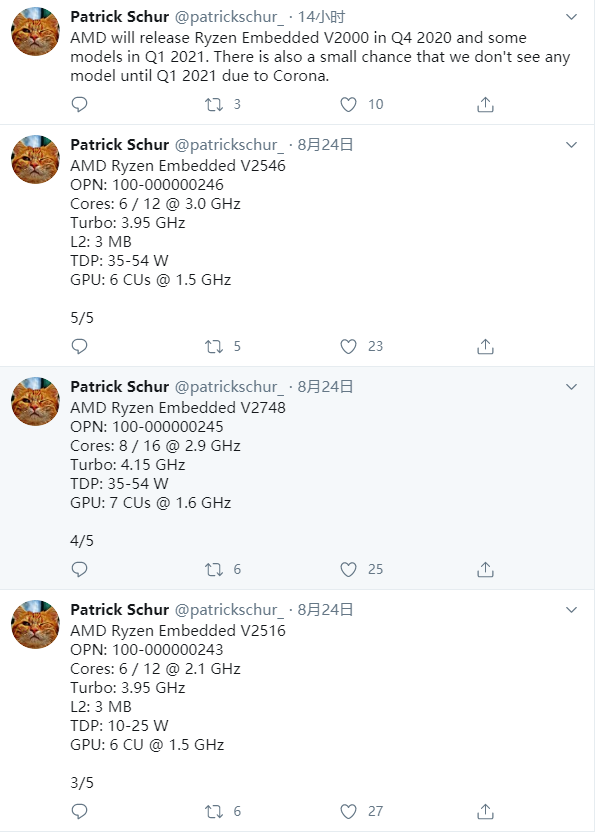 Patrick Schur @patrickschur_ · 14小时
AMD will release Ryzen Embedded V2000 in Q4 2020 and some
models in Q1 2021. There is also a small chance that we don't see any
model until Q1 2021 due to Corona.
3 10
Patrick Schur @patrickschur_ · 8月24日
AMD Ryzen Embedded V2546
OPN: 100-000000246
Cores: 6 / 12 @ 3.0 GHz
Turbo: 3.95 GHz
L2: 3 MB
TDP: 35-54 W
GPU: 6 CUs @ 1.5 GHz
5/5
5 23
Patrick Schur @patrickschur_ · 8月24日
AMD Ryzen Embedded V2748
OPN: 100-000000245
Cores: 8 / 16 @ 2.9 GHz
Turbo: 4.15 GHz
TDP: 35-54 W
GPU: 7 CUs @ 1.6 GHz
4/5
6 25
Patrick Schur @patrickschur_ · 8月24日
AMD Ryzen Embedded V2516
OPN: 100-000000243
Cores: 6 / 12 @ 2.1 GHz
Turbo: 3.95 GHz
L2: 3 MB
TDP: 10-25 W
GPU: 6 CU @ 1.5 GHz
3/5
6 27